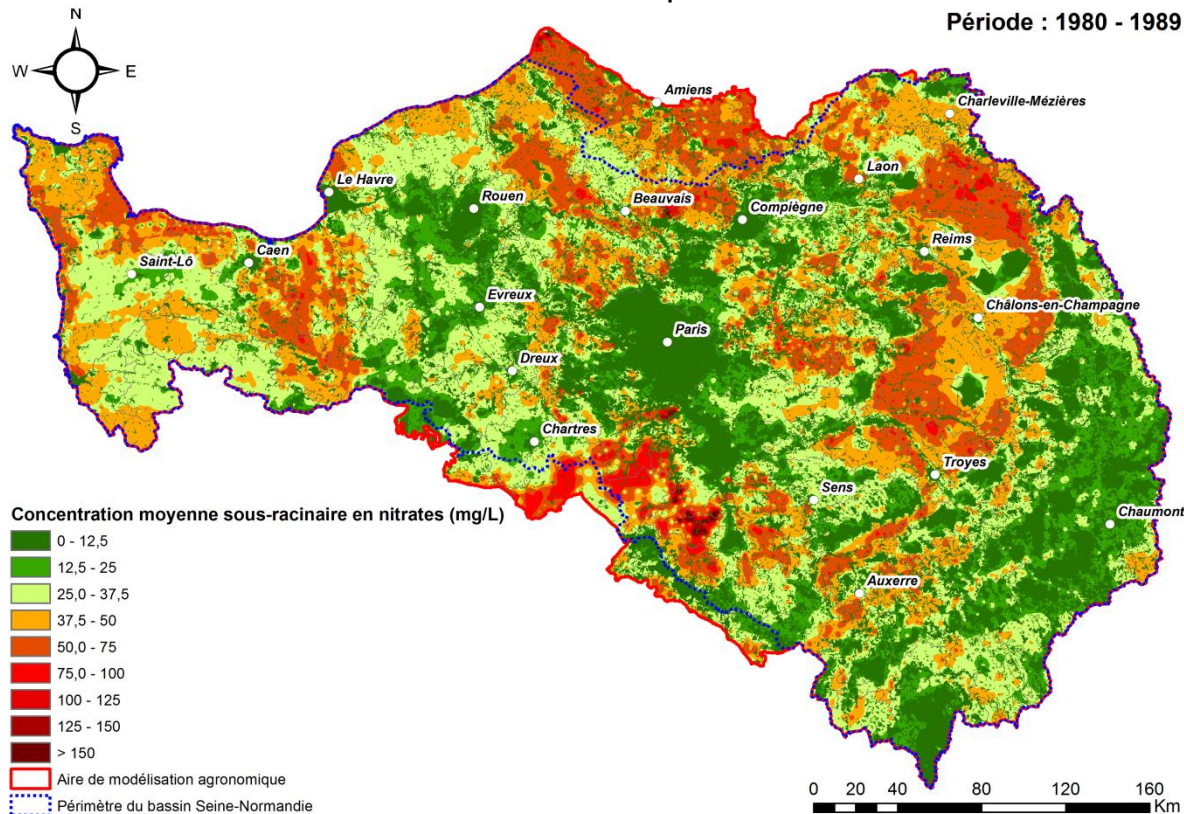 Période : 1980 - 1989
N
W
E
S
Amiens
Charleville-Mézières
Laon
Le Havre
Rouen
Beauvais
Compiègne
Reims
Caen
Saint-Lô
Evreux
Châlons-en-Champagne
Paris
Dreux
Chartres
Troyes
Sens
Chaumont
Auxerre
Concentration moyenne sous-racinaire en nitrates (mg/L)
0 - 12,5
12,5 - 25
25,0 - 37,5
37,5 - 50
50,0 - 75
75,0 - 100
100 - 125
125 - 150
> 150
Aire de modélisation agronomique
Périmètre du bassin Seine-Normandie
0 20 40 80 120 160
Km